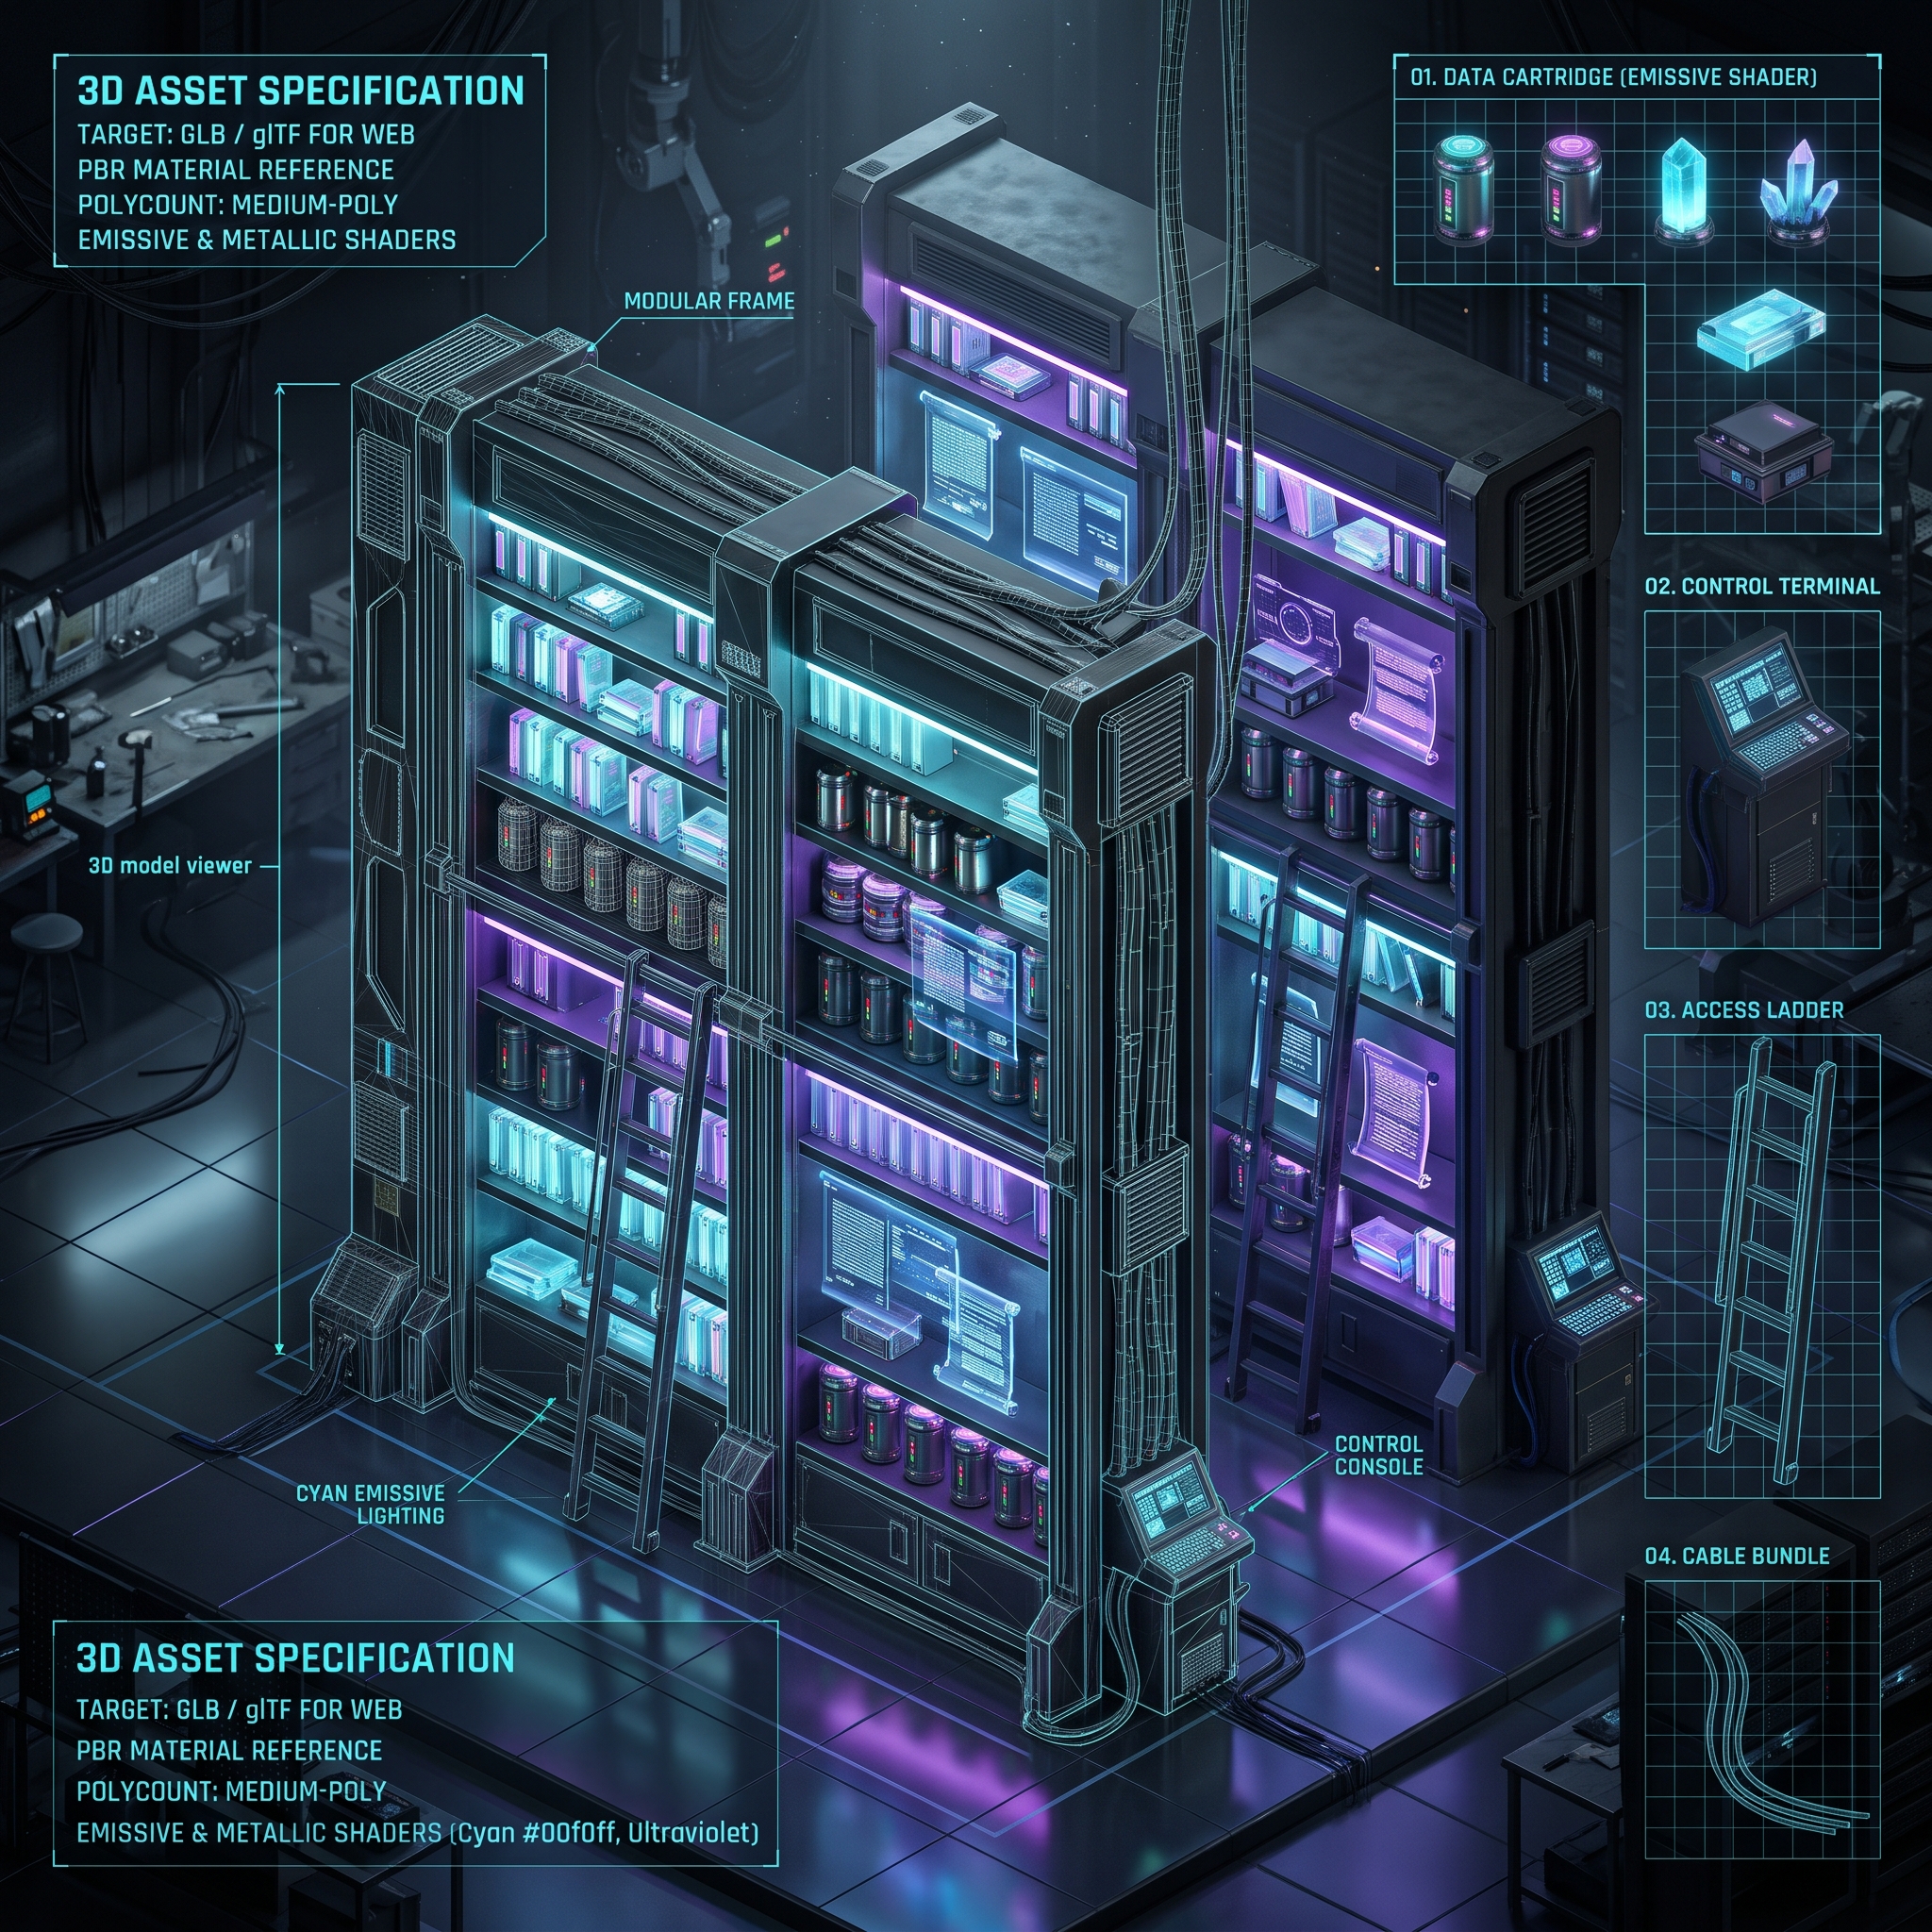 3D ASSET SPECIFICATION
TARGET: GLB / glTF FOR WEB
PBR MATERIAL REFERENCE
POLYCOUNT: MEDIUM-POLY
EMISSIVE & METALLIC SHADERS
01. DATA CARTRIDGE (EMISSIVE SHADER)
MODULAR FRAME
02. CONTROL TERMINAL
3D model viewer
03. ACCESS LADDER
CONTROL
CONSOLE
CYAN EMISSIVE
LIGHTING
04. CABLE BUNDLE
3D ASSET SPECIFICATION
TARGET: GLB / glTF FOR WEB
PBR MATERIAL REFERENCE
POLYCOUNT: MEDIUM-POLY
EMISSIVE & METALLIC SHADERS (Cyan #00f0ff, Ultraviolet)